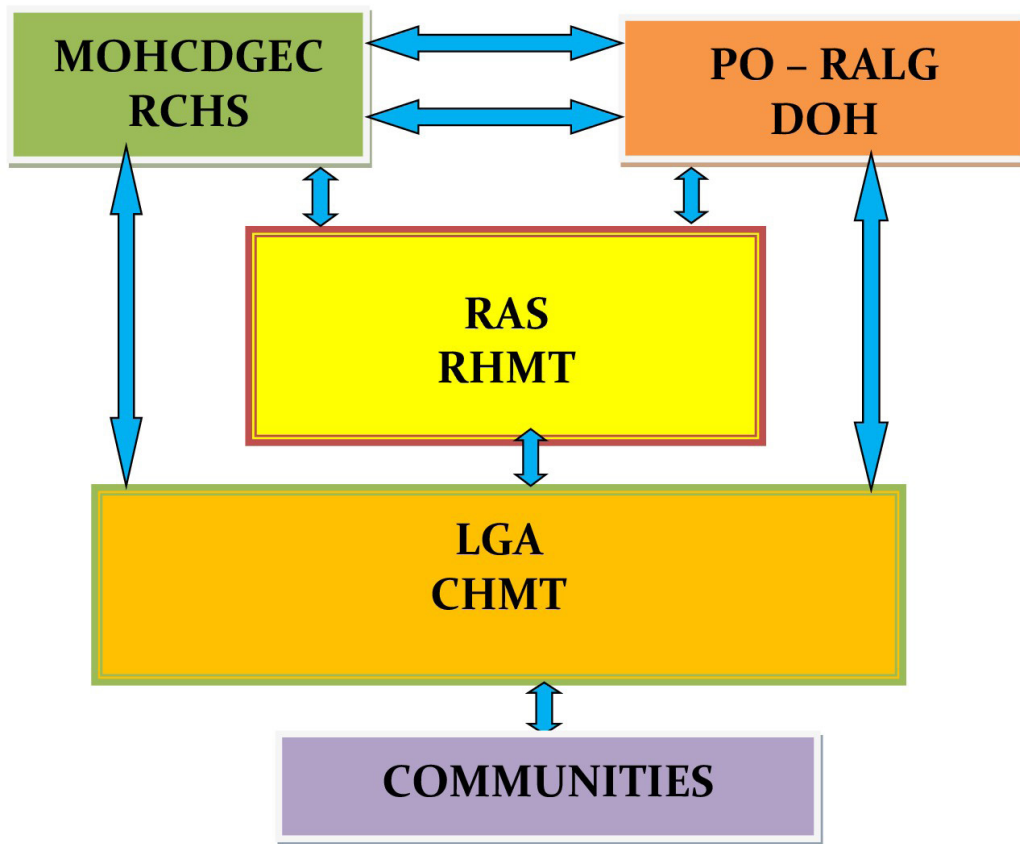 MOHCDGEC
RCHS
PO – RALG
DOH
RAS
RHMT
LGA
CHMT
COMMUNITIES